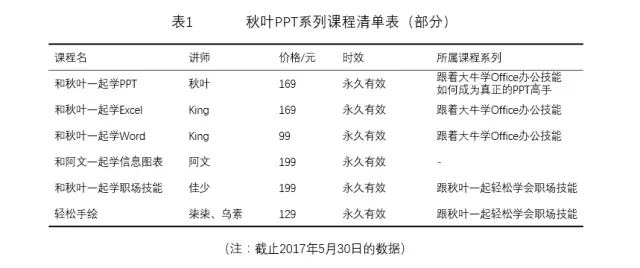 表1 秋叶PPT系列课程清单表（部分）
课程名 讲师 价格/元 时效 所属课程系列
和秋叶一起学PPT 秋叶 169 永久有效 跟着大牛学Office办公技能
如何成为真正的PPT高手
和秋叶一起学Excel King 169 永久有效 跟着大牛学Office办公技能
和秋叶一起学Word King 99 永久有效 跟着大牛学Office办公技能
和阿文一起学信息图表 阿文 199 永久有效 -
和秋叶一起学职场技能 佳少 199 永久有效 跟秋叶一起轻松学会职场技能
轻松手绘 柒柒、乌素 129 永久有效 跟秋叶一起轻松学会职场技能
（注：截止2017年5月30日的数据）